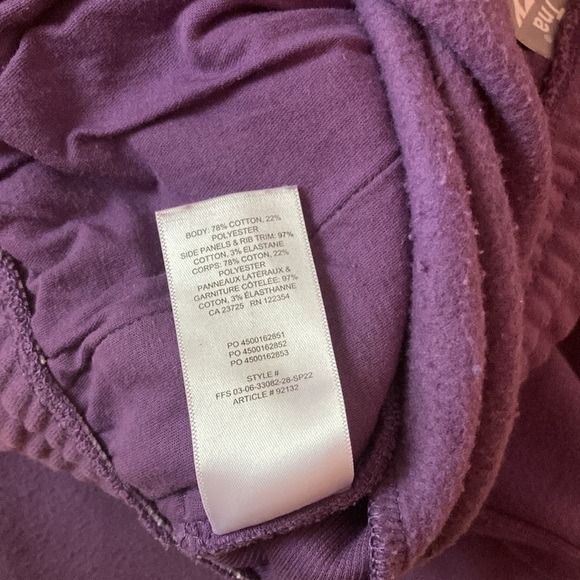 Tna
BODY: 78% COTTON, 22%
POLYESTER
SIDE PANELS & RIB TRIM: 97%
COTTON, 3% ELASTANE
CORPS: 78% COTON, 22%
POLYESTER
PANNEAUX LATÉRAUX &
GARNITURE CÔTELÉE: 97%
COTON, 3% ÉLASTHANNE
CA 23725 RN 122354
PO 4500162851
PO 4500162852
PO 4500162853
STYLE #
FFS 03-06-33082-28-SP22
ARTICLE # 92132